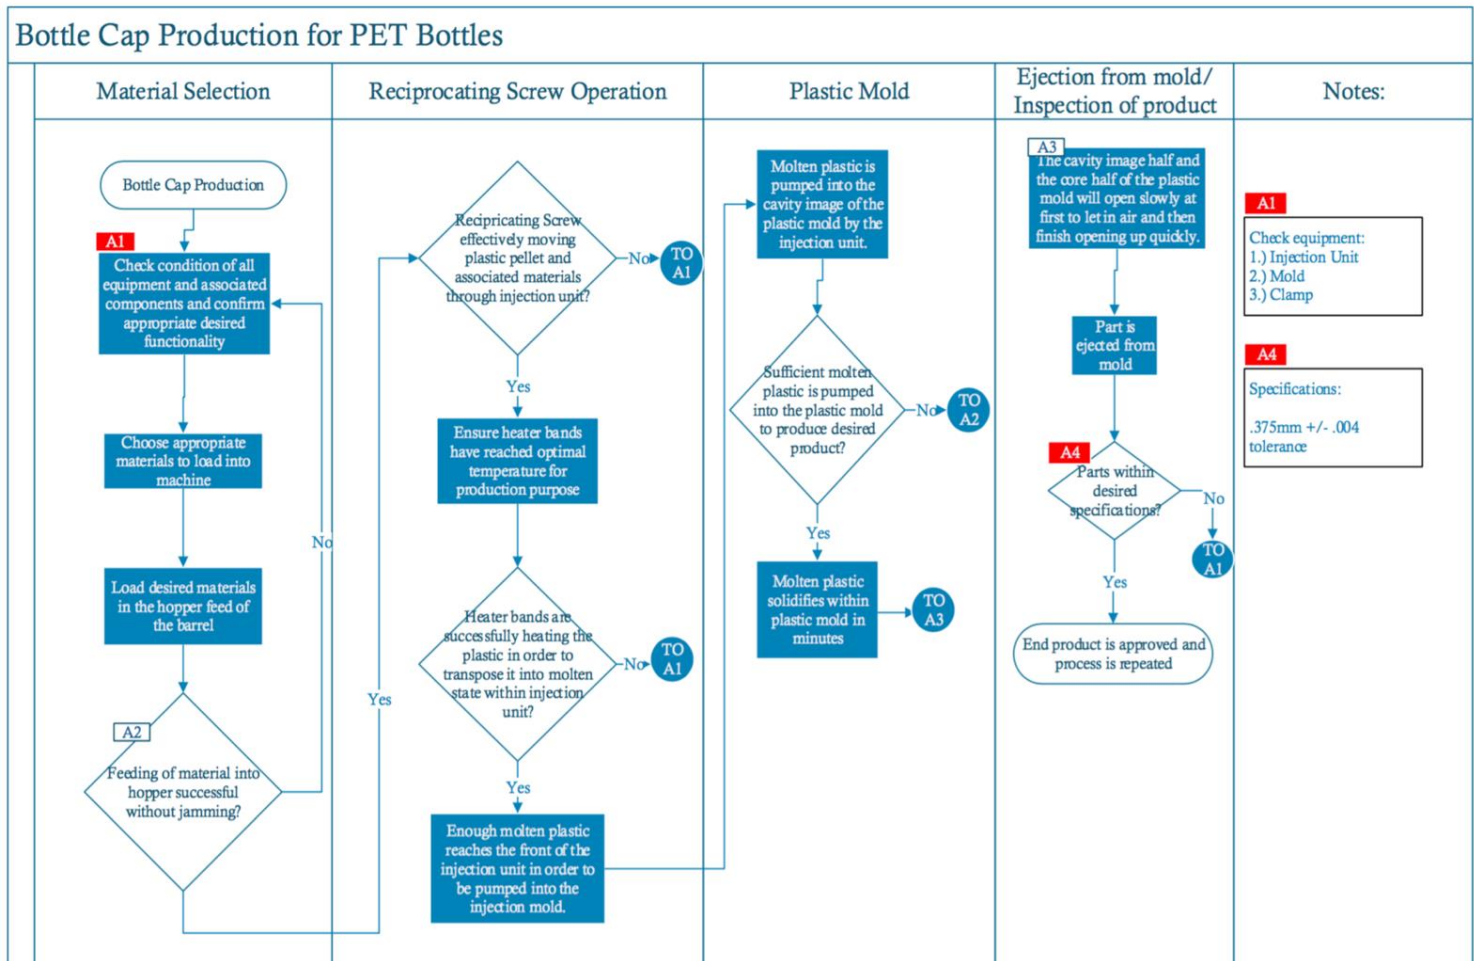 Bottle Cap Production for PET Bottles
Material Selection
Reciprocating Screw Operation
Plastic Mold
Ejection from mold/
Inspection of product
Notes:
Bottle Cap Production
A1
Check condition of all
equipment and associated
components and confirm
appropriate desired
functionality
Choose appropriate
materials to load into
machine
No
Load desired materials
in the hopper feed of
the barrel
A2
Feeding of material into
hopper successful
without jamming?
Yes
Recipricating Screw
effectively moving
plastic pellet and
associated materials
through injection unit?
No
TO
A1
Yes
Ensure heater bands
have reached optimal
temperature for
production purpose
Heater bands are
successfully heating the
plastic in order to
transpose it into molten
state within injection
unit?
No
TO
A1
Yes
Enough molten plastic
reaches the front of the
injection unit in order to
be pumped into the
injection mold.
Molten plastic is
pumped into the
cavity image of the
plastic mold by the
injection unit.
Sufficient molten
plastic is pumped
into the plastic mold
to produce desired
product?
No
TO
A2
Yes
Molten plastic
solidifies within
plastic mold in
minutes
TO
A3
A3
The cavity image half and
the core half of the plastic
mold will open slowly at
first to let in air and then
finish opening up quickly.
Part is
ejected from
mold
A4
Parts within
desired
specifications?
No
TO
A1
Yes
End product is approved and
process is repeated
A1
Check equipment:
1.) Injection Unit
2.) Mold
3.) Clamp
A4
Specifications:
.375mm +/- .004
tolerance